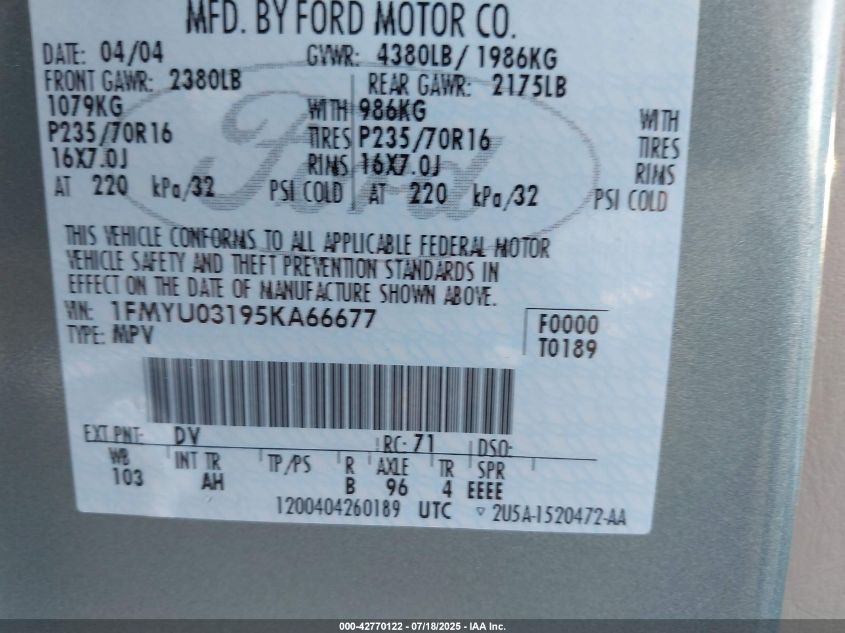 MFD. BY FORD MOTOR CO.
DATE: 04/04 GVWR: 4380LB/ 1986KG
FRONT GAWR: 2380LB REAR GAWR: 2175LB
1079KG WITH 986KG WITH
P235/70R16 TIRES P235/70R16 TIRES
16X7.0J RIMS 16X7.0J RIMS
AT 220 kPa/32 PSI COLD AT 220 kPa/32 PSI COLD
Ford
THIS VEHICLE CONFORMS TO ALL APPLICABLE FEDERAL MOTOR
VEHICLE SAFETY AND THEFT PREVENTION STANDARDS IN
EFFECT ON THE DATE OF MANUFACTURE SHOWN ABOVE.
VIN: 1FMYU03195KA66677 F0000
TYPE: MPV T0189
EXT PNT: DV RC: 71 DSO:
WB INT TR TP/PS R AXLE TR SPR
103 AH B 96 4 EEEE
1200404260189 UTC ▽ 2U5A-1520472-AA
000-42770122 - 07/18/2025 - IAA Inc.